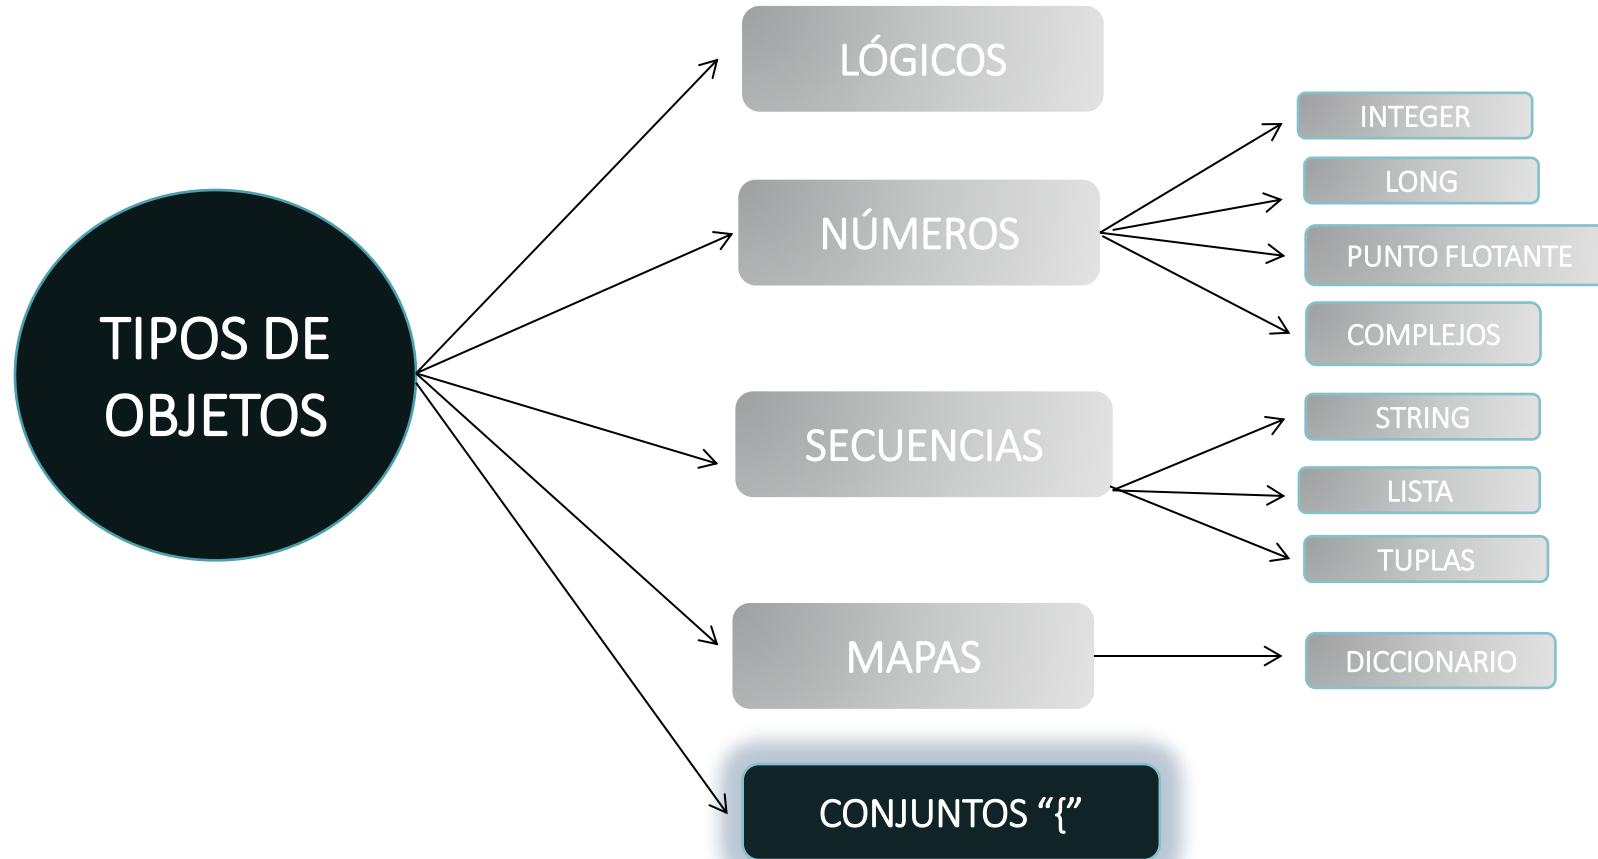 TIPOS DE
OBJETOS
LÓGICOS
NÚMEROS
INTEGER
LONG
PUNTO FLOTANTE
COMPLEJOS
SECUENCIAS
STRING
LISTA
TUPLAS
MAPAS
DICCIONARIO
CONJUNTOS “{”